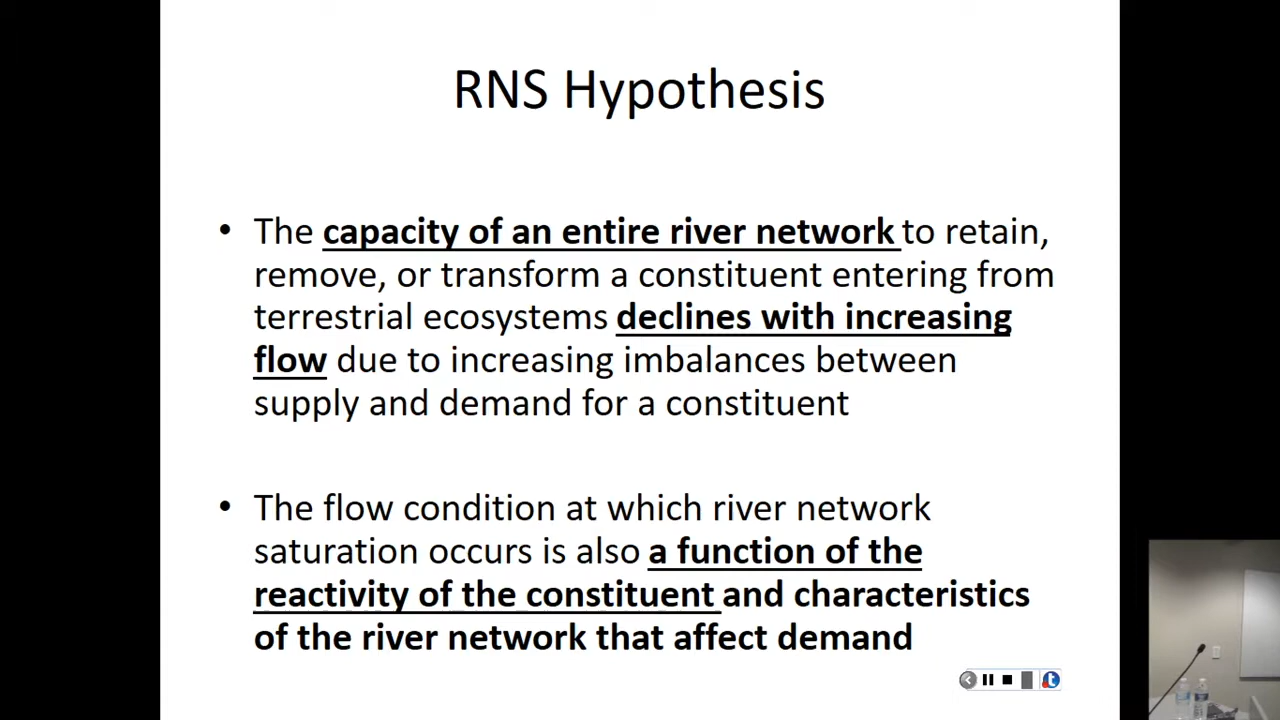 RNS Hypothesis
• The capacity of an entire river network to retain,
remove, or transform a constituent entering from
terrestrial ecosystems declines with increasing
flow due to increasing imbalances between
supply and demand for a constituent
• The flow condition at which river network
saturation occurs is also a function of the
reactivity of the constituent and characteristics
of the river network that affect demand
t